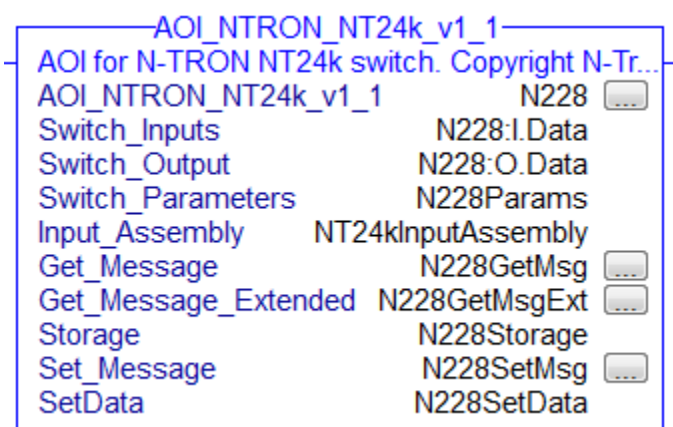 AOI_NTRON_NT24k_v1_1
AOI for N-TRON NT24k switch. Copyright N-Tr...
AOI_NTRON_NT24k_v1_1 N228 ...
Switch_Inputs N228:I.Data
Switch_Output N228:O.Data
Switch_Parameters N228Params
Input_Assembly NT24kInputAssembly
Get_Message N228GetMsg ...
Get_Message_Extended N228GetMsgExt ...
Storage N228Storage
Set_Message N228SetMsg ...
SetData N228SetData